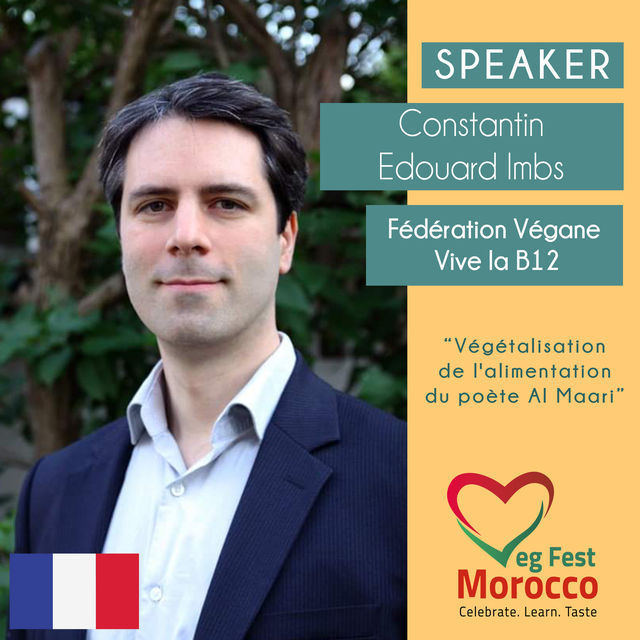 SPEAKER
Constantin
Edouard Imbs
Fédération Végane
Vive la B12
“Végétalisation
de l'alimentation
du poète Al Maari”
Veg Fest
Morocco
Celebrate. Learn. Taste